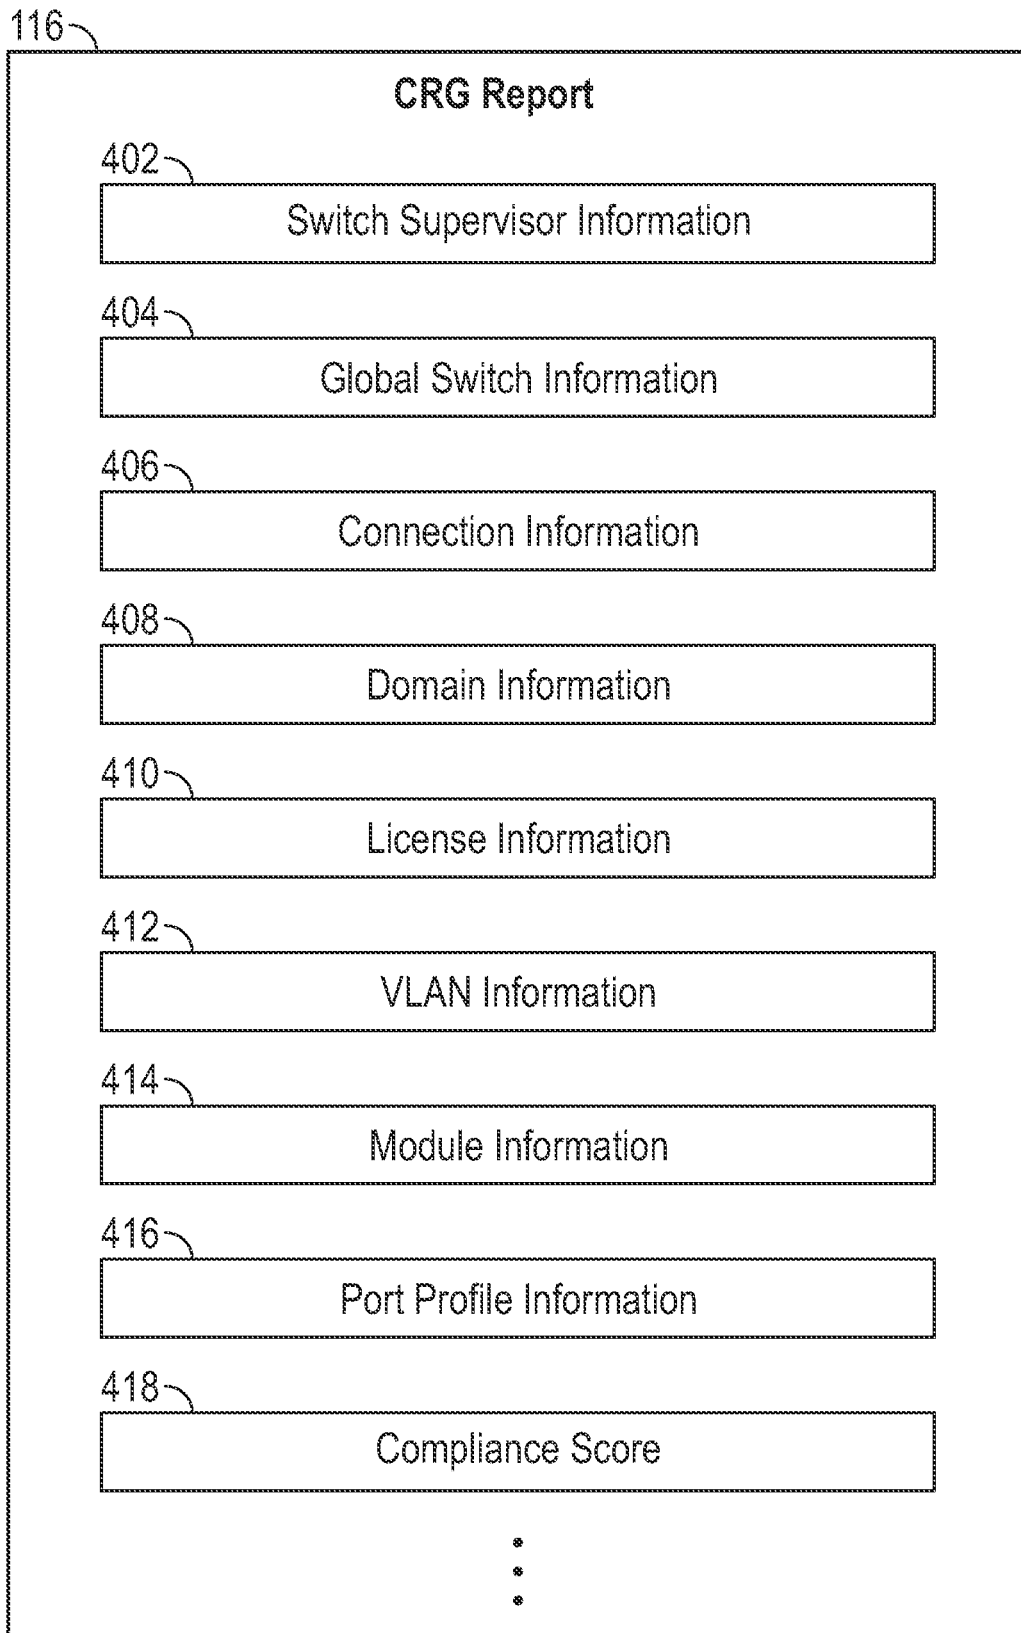 116
CRG Report
402
Switch Supervisor Information
404
Global Switch Information
406
Connection Information
408
Domain Information
410
License Information
412
VLAN Information
414
Module Information
416
Port Profile Information
418
Compliance Score